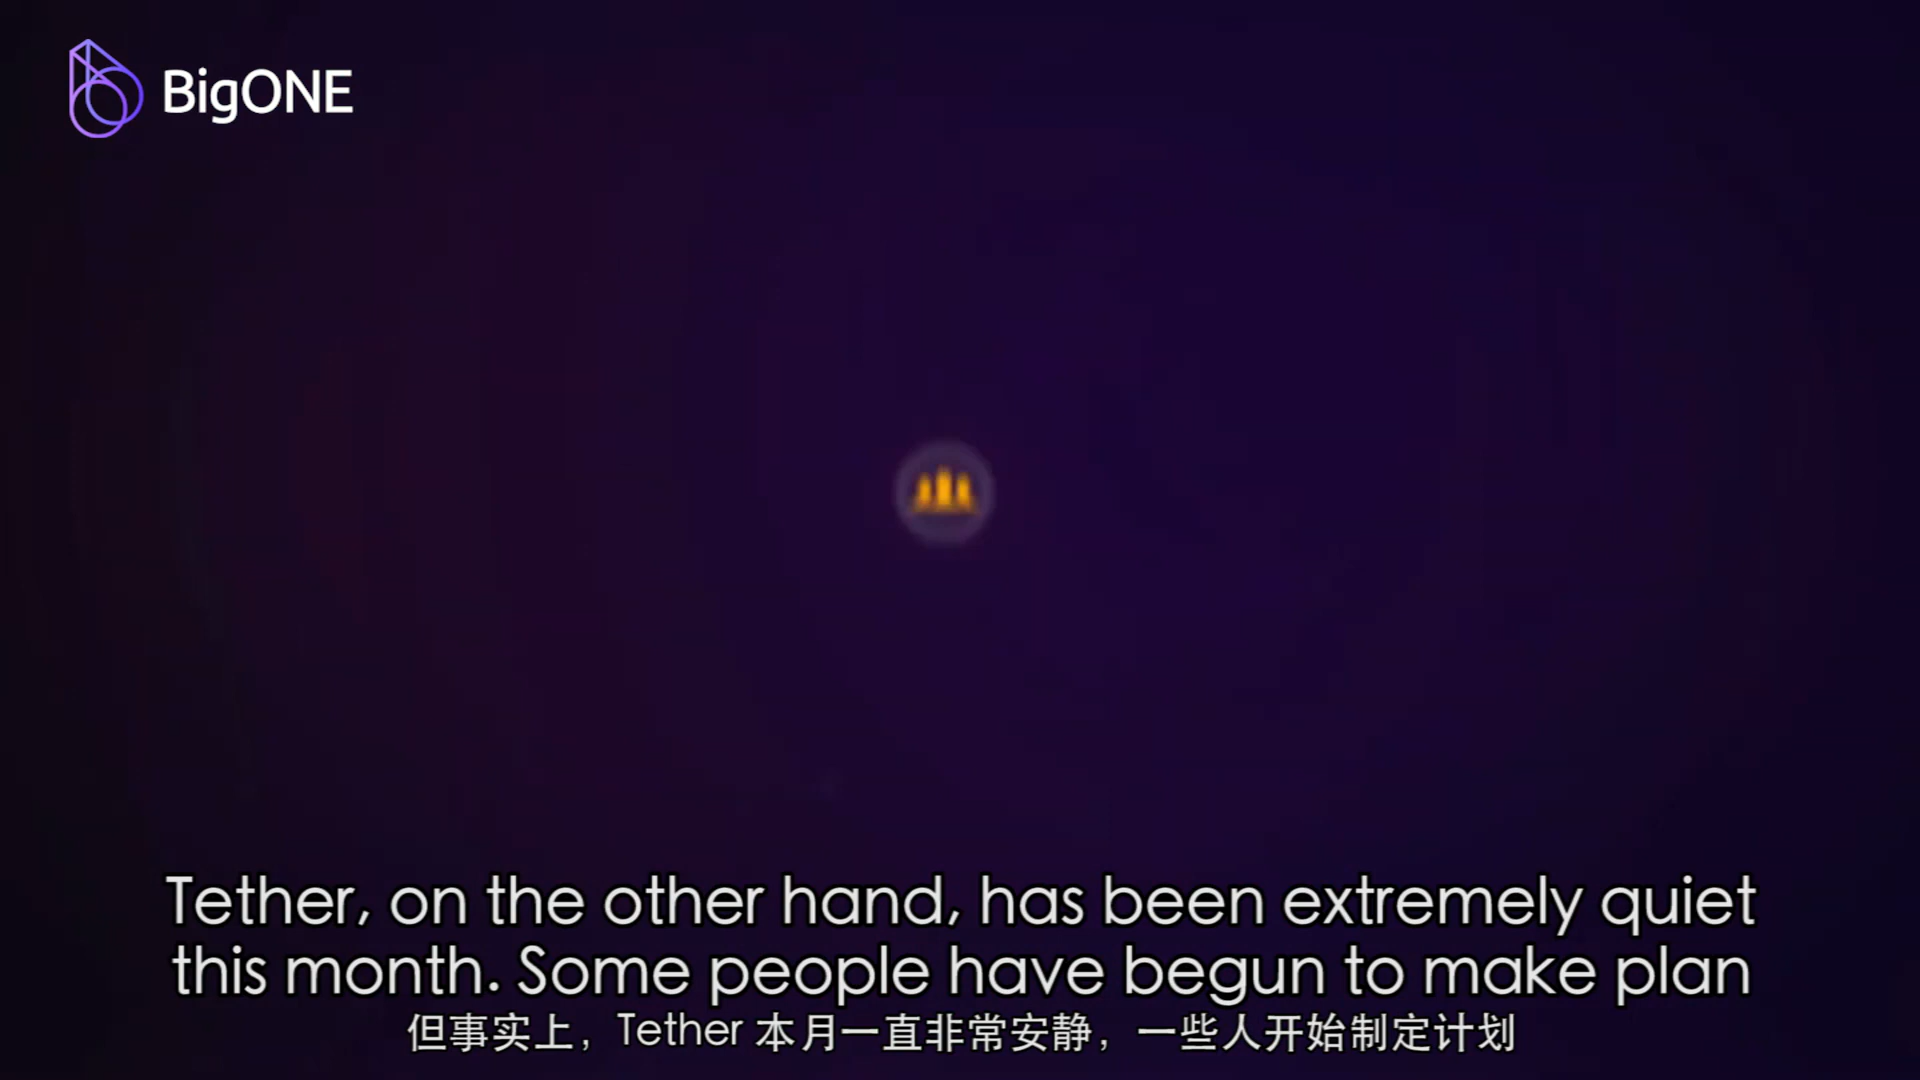 BigONE
Tether, on the other hand, has been extremely quiet
this month. Some people have begun to make plan
但事实上，Tether 本月一直非常安静，一些人开始制定计划